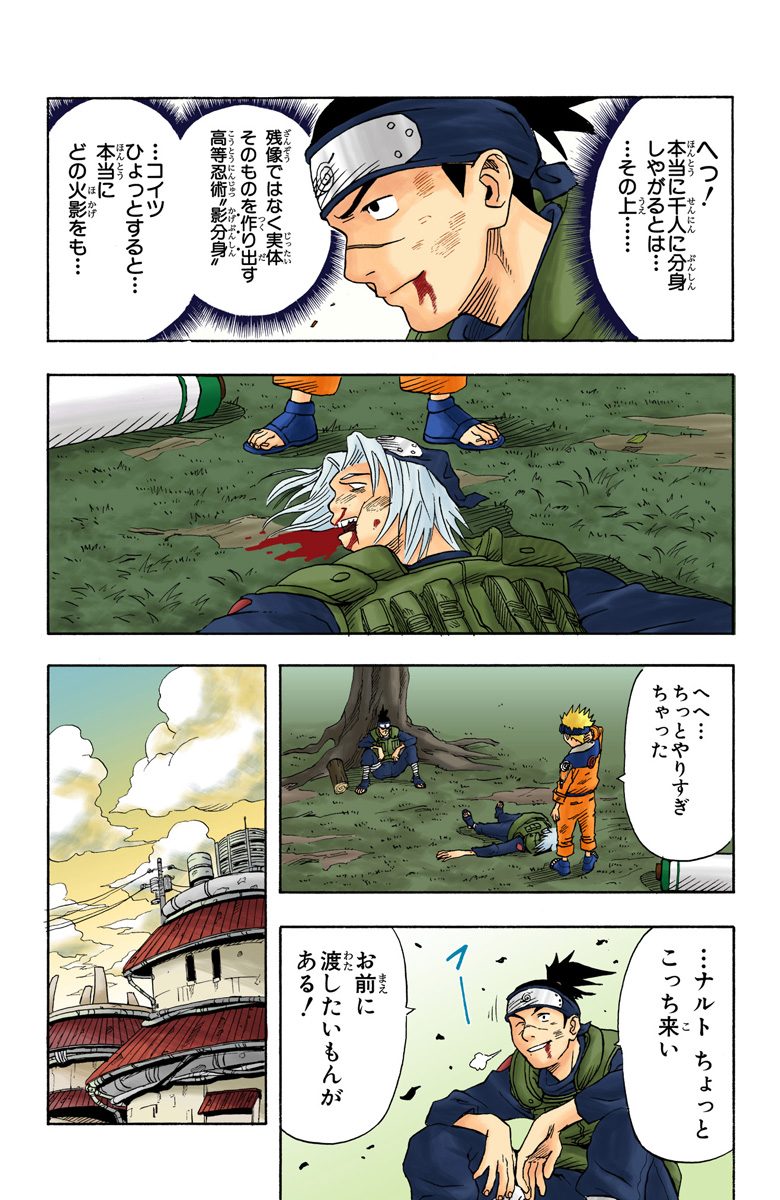 へっ！
本当に千人に分身
しやがるとは…
…その上……
残像ではなく実体
そのものを作り出す
高等忍術〝影分身〟
…コイツ
ひょっとすると…
本当に
どの火影をも…
へへ…
ちっとやりすぎ
ちゃった
…ナルト ちょっと
こっち来い
お前に
渡したいもんが
ある！